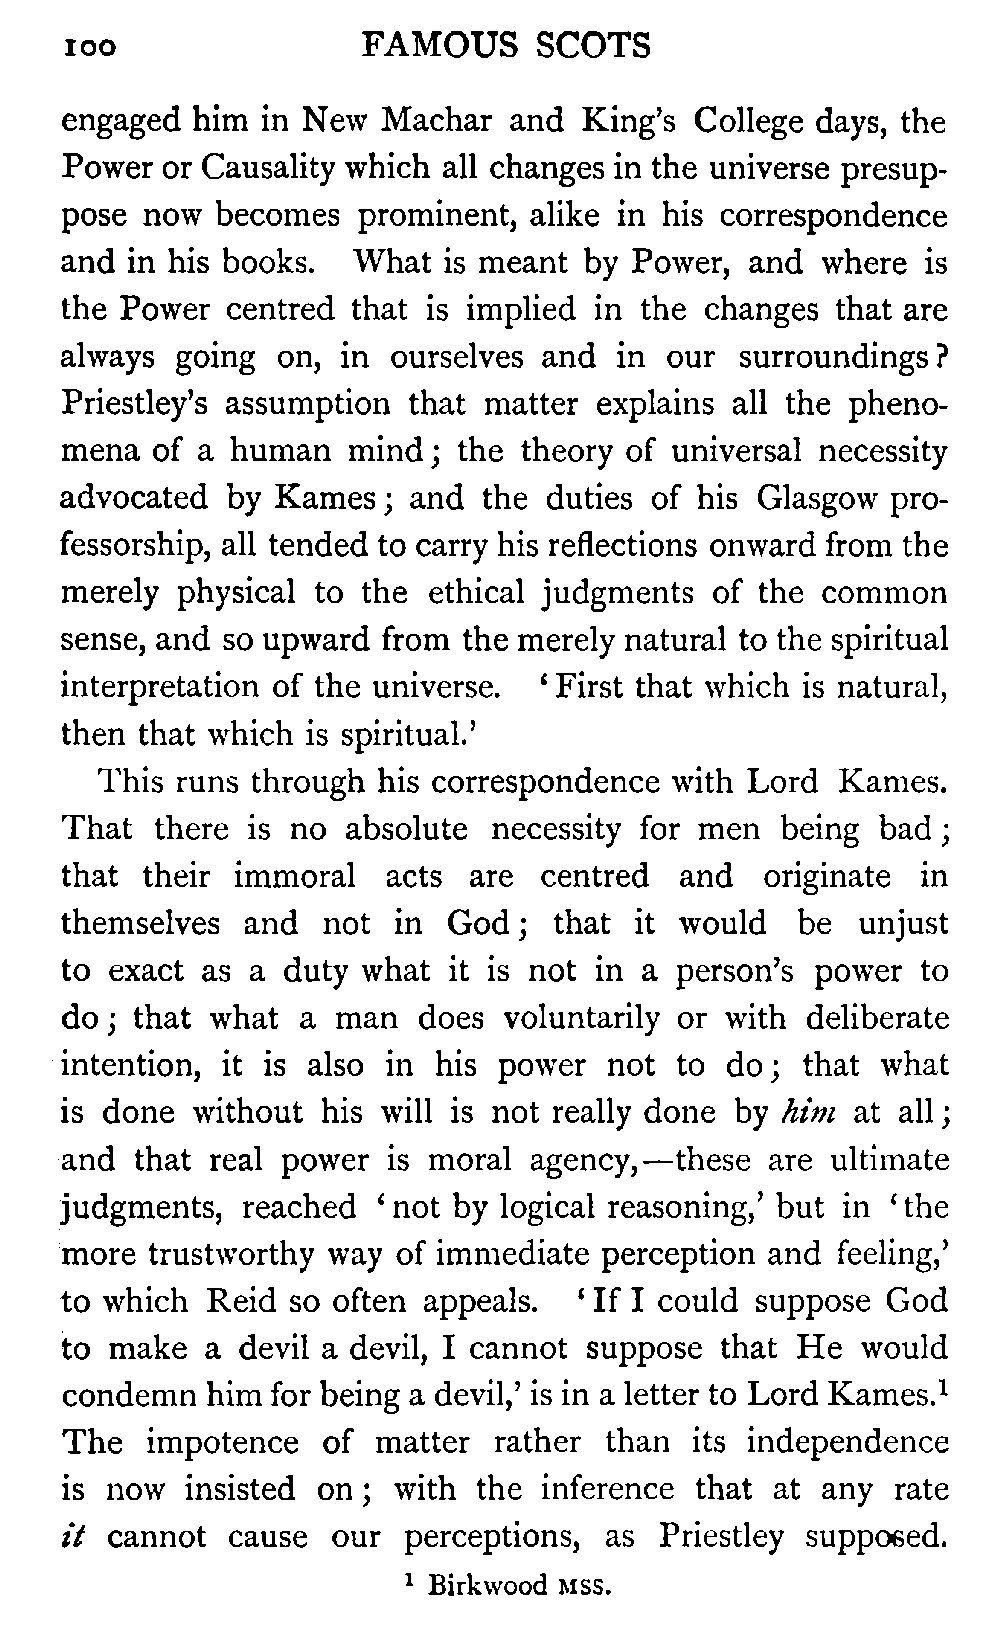 100 FAMOUS SCOTS
engaged him in New Machar and King's College days, the
Power or Causality which all changes in the universe presup-
pose now becomes prominent, alike in his correspondence
and in his books. What is meant by Power, and where is
the Power centred that is implied in the changes that are
always going on, in ourselves and in our surroundings?
Priestley's assumption that matter explains all the pheno-
mena of a human mind; the theory of universal necessity
advocated by Kames; and the duties of his Glasgow pro-
fessorship, all tended to carry his reflections onward from the
merely physical to the ethical judgments of the common
sense, and so upward from the merely natural to the spiritual
interpretation of the universe. 'First that which is natural,
then that which is spiritual.'
This runs through his correspondence with Lord Kames.
That there is no absolute necessity for men being bad;
that their immoral acts are centred and originate in
themselves and not in God; that it would be unjust
to exact as a duty what it is not in a person's power to
do; that what a man does voluntarily or with deliberate
intention, it is also in his power not to do; that what
is done without his will is not really done by him at all;
and that real power is moral agency,—these are ultimate
judgments, reached 'not by logical reasoning,' but in 'the
more trustworthy way of immediate perception and feeling,'
to which Reid so often appeals. 'If I could suppose God
to make a devil a devil, I cannot suppose that He would
condemn him for being a devil,' is in a letter to Lord Kames.¹
The impotence of matter rather than its independence
is now insisted on; with the inference that at any rate
it cannot cause our perceptions, as Priestley supposed.
¹ Birkwood MSS.